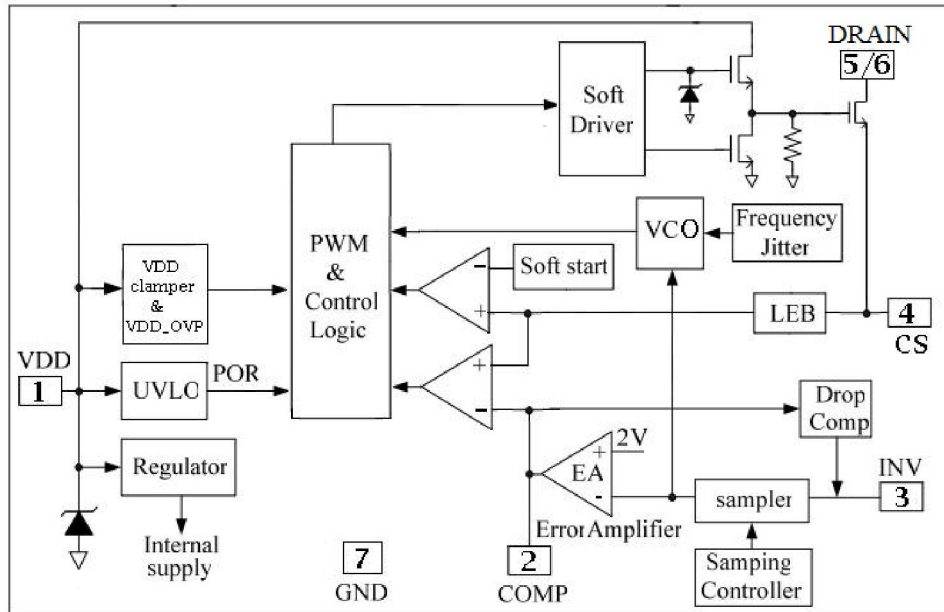 DRAIN
5/6
Soft
Driver
PWM
&
Control
Logic
VCO
Frequency
Jitter
Soft start
-
+
LEB
4
CS
VDD
clamper
&
VDD_OVP
VDD
1
UVLO
POR
+
-
Drop
Comp
2V
+
EA
-
Error Amplifier
INV
3
sampler
Regulator
Internal
supply
7
GND
2
COMP
Samping
Controller